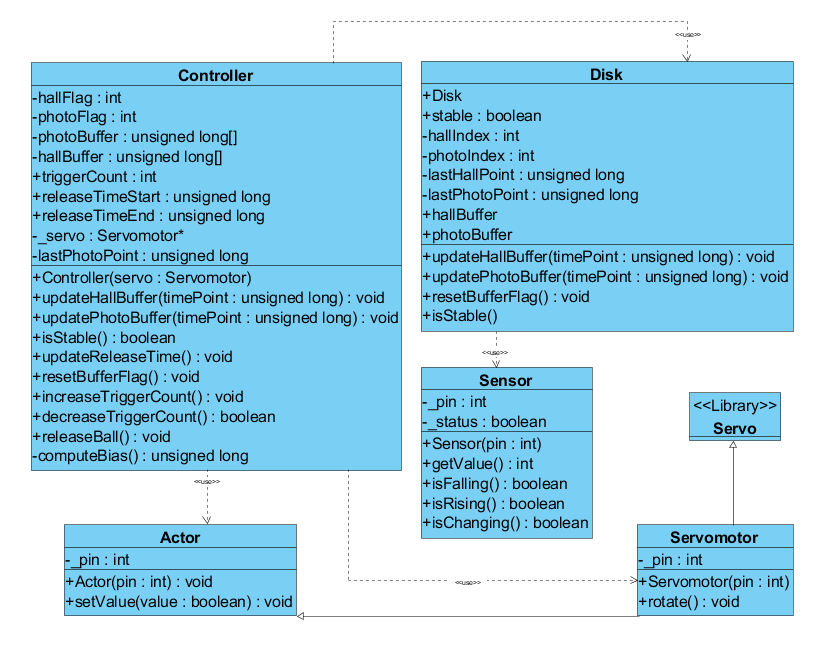 <<use>>
Controller
-hallFlag : int
-photoFlag : int
-photoBuffer : unsigned long[]
-hallBuffer : unsigned long[]
+triggerCount : int
+releaseTimeStart : unsigned long
+releaseTimeEnd : unsigned long
-_servo : Servomotor*
-lastPhotoPoint : unsigned long
+Controller(servo : Servomotor)
+updateHallBuffer(timePoint : unsigned long) : void
+updatePhotoBuffer(timePoint : unsigned long) : void
+isStable() : boolean
+updateReleaseTime() : void
+resetBufferFlag() : void
+increaseTriggerCount() : void
+decreaseTriggerCount() : boolean
+releaseBall() : void
-computeBias() : unsigned long
Disk
+Disk
+stable : boolean
-hallIndex : int
-photoIndex : int
-lastHallPoint : unsigned long
-lastPhotoPoint : unsigned long
+hallBuffer
+photoBuffer
+updateHallBuffer(timePoint : unsigned long) : void
+updatePhotoBuffer(timePoint : unsigned long) : void
+resetBufferFlag() : void
+isStable()
<<use>>
Sensor
-_pin : int
-_status : boolean
+Sensor(pin : int)
+getValue() : int
+isFalling() : boolean
+isRising() : boolean
+isChanging() : boolean
<<Library>>
Servo
<<use>>
Actor
-_pin : int
+Actor(pin : int) : void
+setValue(value : boolean) : void
<<use>>
Servomotor
-_pin : int
+Servomotor(pin : int)
+rotate() : void